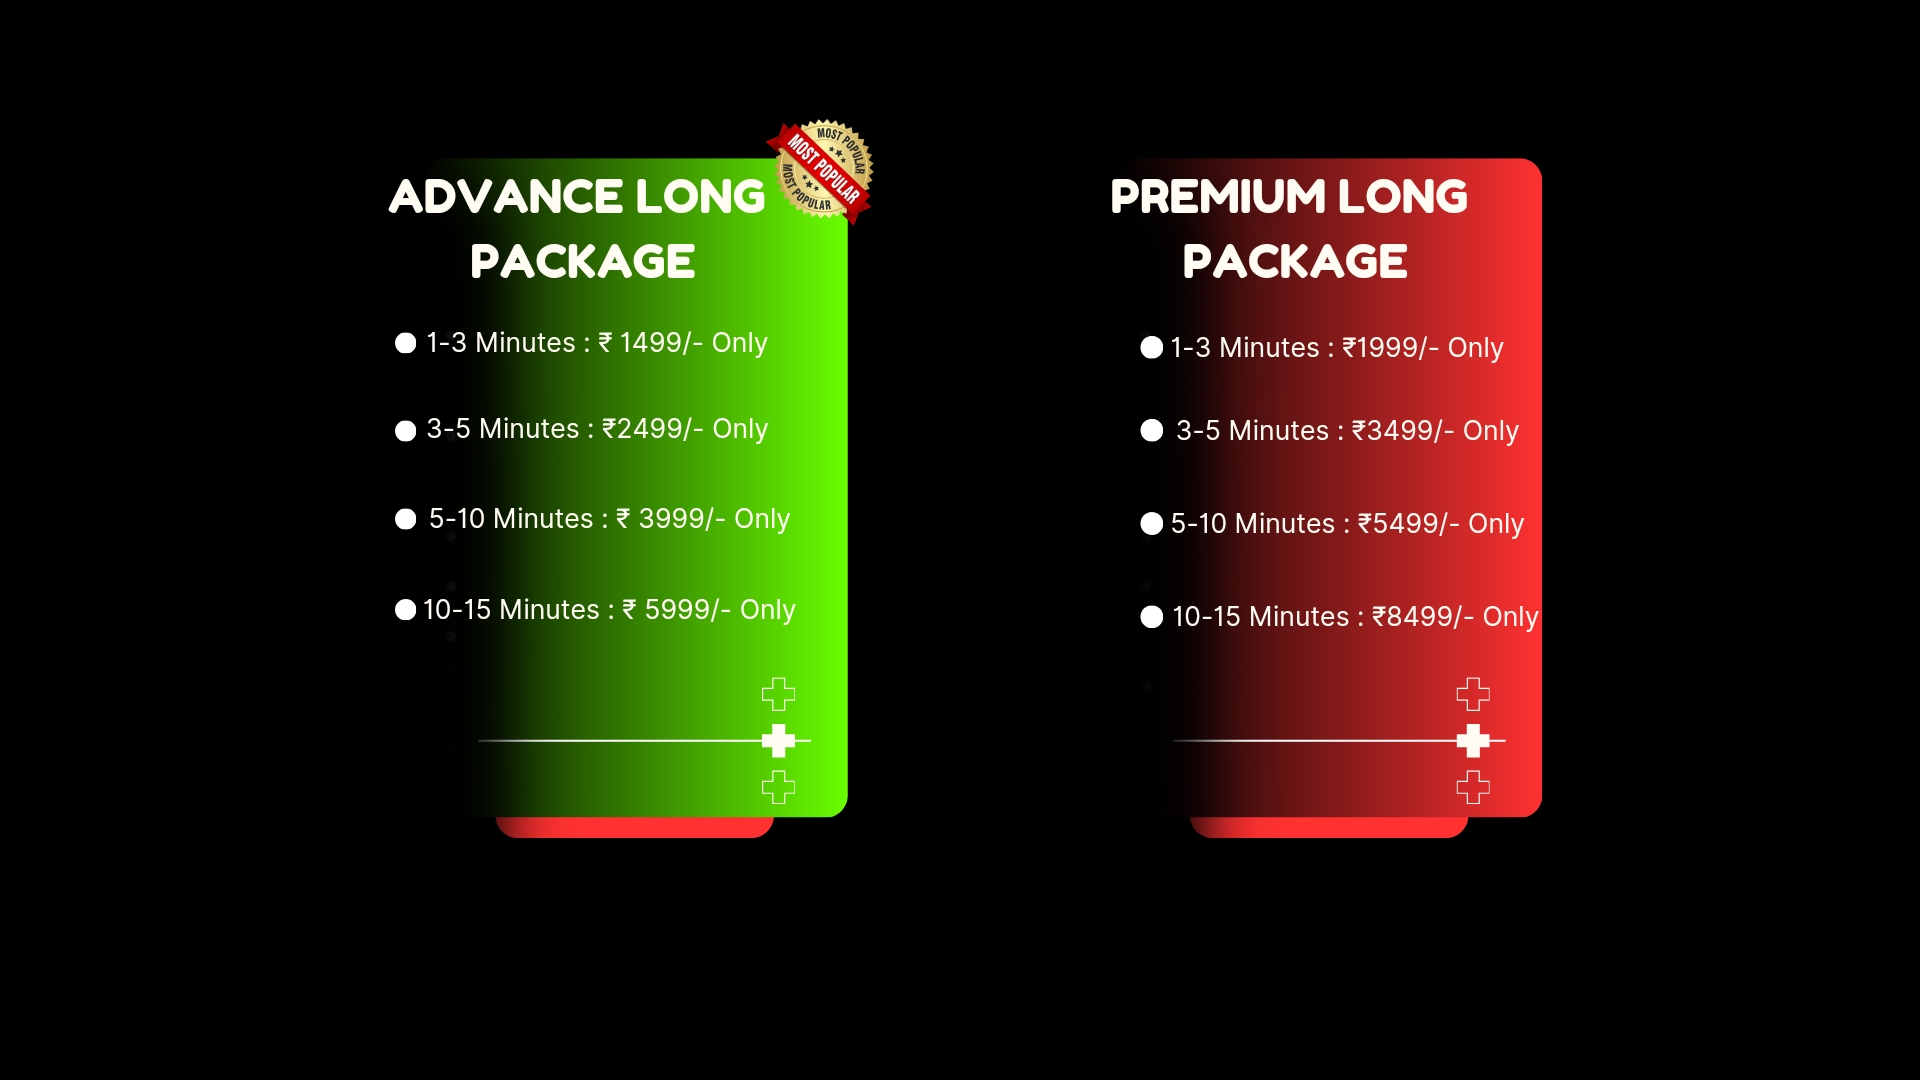 MOST POPULAR
MOST POPULAR
MOST POPULAR
ADVANCE LONG
PACKAGE
1-3 Minutes : ₹ 1499/- Only
3-5 Minutes : ₹2499/- Only
5-10 Minutes : ₹ 3999/- Only
10-15 Minutes : ₹ 5999/- Only
PREMIUM LONG
PACKAGE
1-3 Minutes : ₹1999/- Only
3-5 Minutes : ₹3499/- Only
5-10 Minutes : ₹5499/- Only
10-15 Minutes : ₹8499/- Only